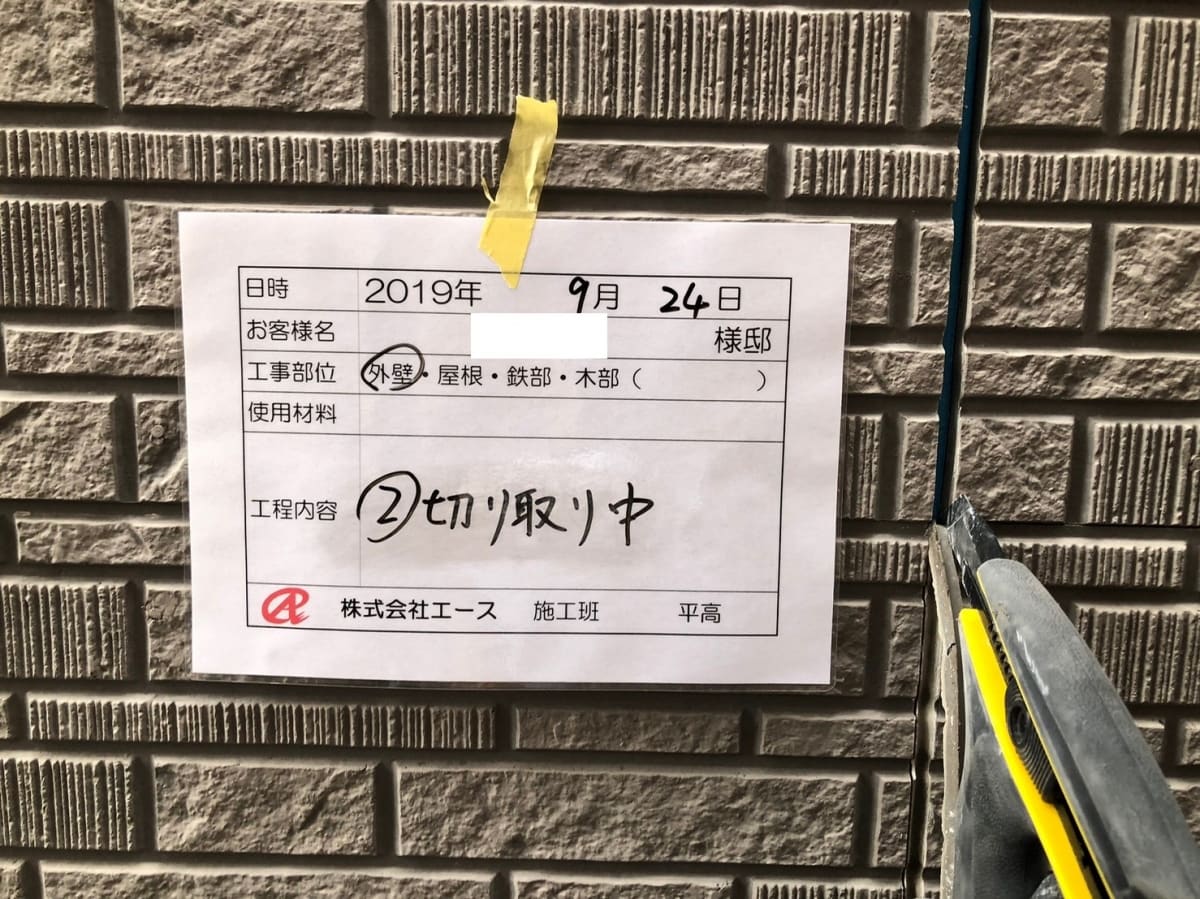 日時 2019年 9月 24日
お客様名 様邸
工事部位 外壁・屋根・鉄部・木部( )
使用材料
工程内容 ②切り取り中
株式会社エース 施工班 平高